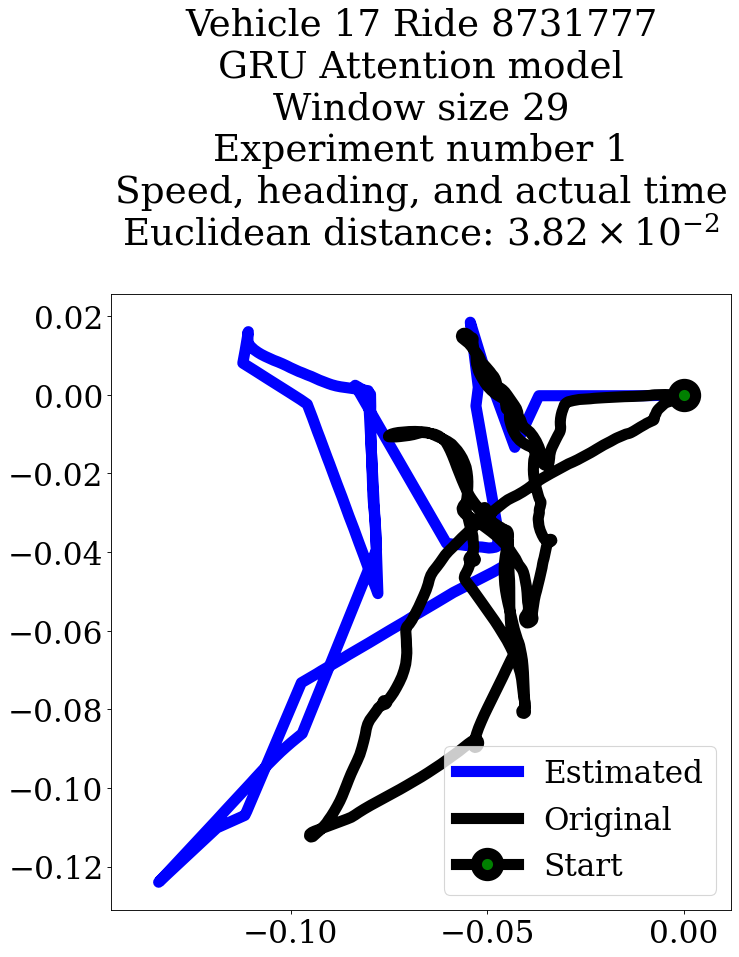 Vehicle 17 Ride 8731777
GRU Attention model
Window size 29
Experiment number 1
Speed, heading, and actual time
Euclidean distance: 3.82 × 10⁻²
0.02
0.00
−0.02
−0.04
−0.06
−0.08
−0.10
−0.12
Estimated
Original
Start
−0.10
−0.05
0.00